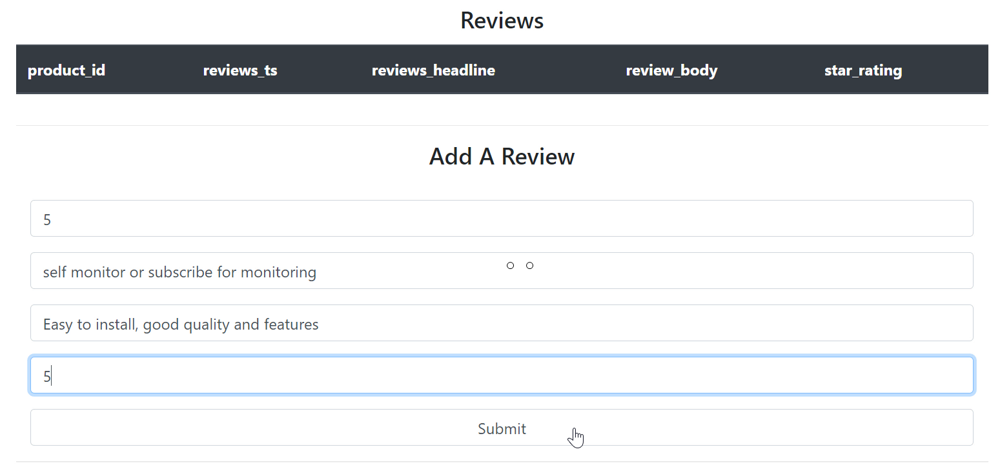 Reviews
product_id reviews_ts reviews_headline review_body star_rating
Add A Review
5
self monitor or subscribe for monitoring
Easy to install, good quality and features
5
Submit